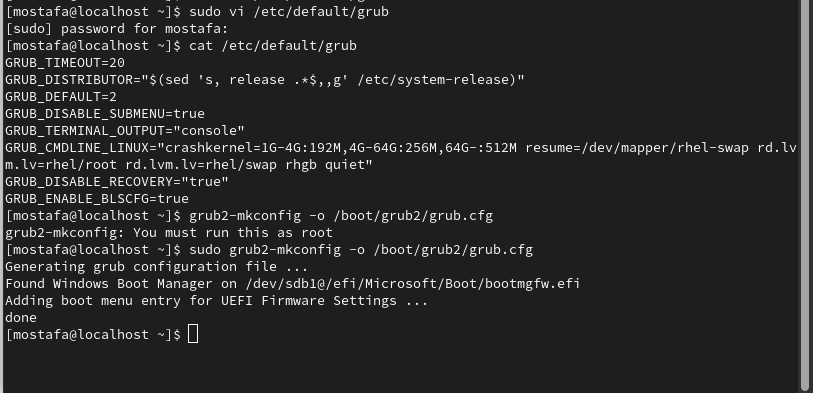 [mostafa@localhost ~]$ sudo vi /etc/default/grub
[sudo] password for mostafa:
[mostafa@localhost ~]$ cat /etc/default/grub
GRUB_TIMEOUT=20
GRUB_DISTRIBUTOR="$(sed 's, release .*$,,g' /etc/system-release)"
GRUB_DEFAULT=2
GRUB_DISABLE_SUBMENU=true
GRUB_TERMINAL_OUTPUT="console"
GRUB_CMDLINE_LINUX="crashkernel=1G-4G:192M,4G-64G:256M,64G-:512M resume=/dev/mapper/rhel-swap rd.lv
m.lv=rhel/root rd.lvm.lv=rhel/swap rhgb quiet"
GRUB_DISABLE_RECOVERY="true"
GRUB_ENABLE_BLSCFG=true
[mostafa@localhost ~]$ grub2-mkconfig -o /boot/grub2/grub.cfg
grub2-mkconfig: You must run this as root
[mostafa@localhost ~]$ sudo grub2-mkconfig -o /boot/grub2/grub.cfg
Generating grub configuration file ...
Found Windows Boot Manager on /dev/sdb1@/efi/Microsoft/Boot/bootmgfw.efi
Adding boot menu entry for UEFI Firmware Settings ...
done
[mostafa@localhost ~]$